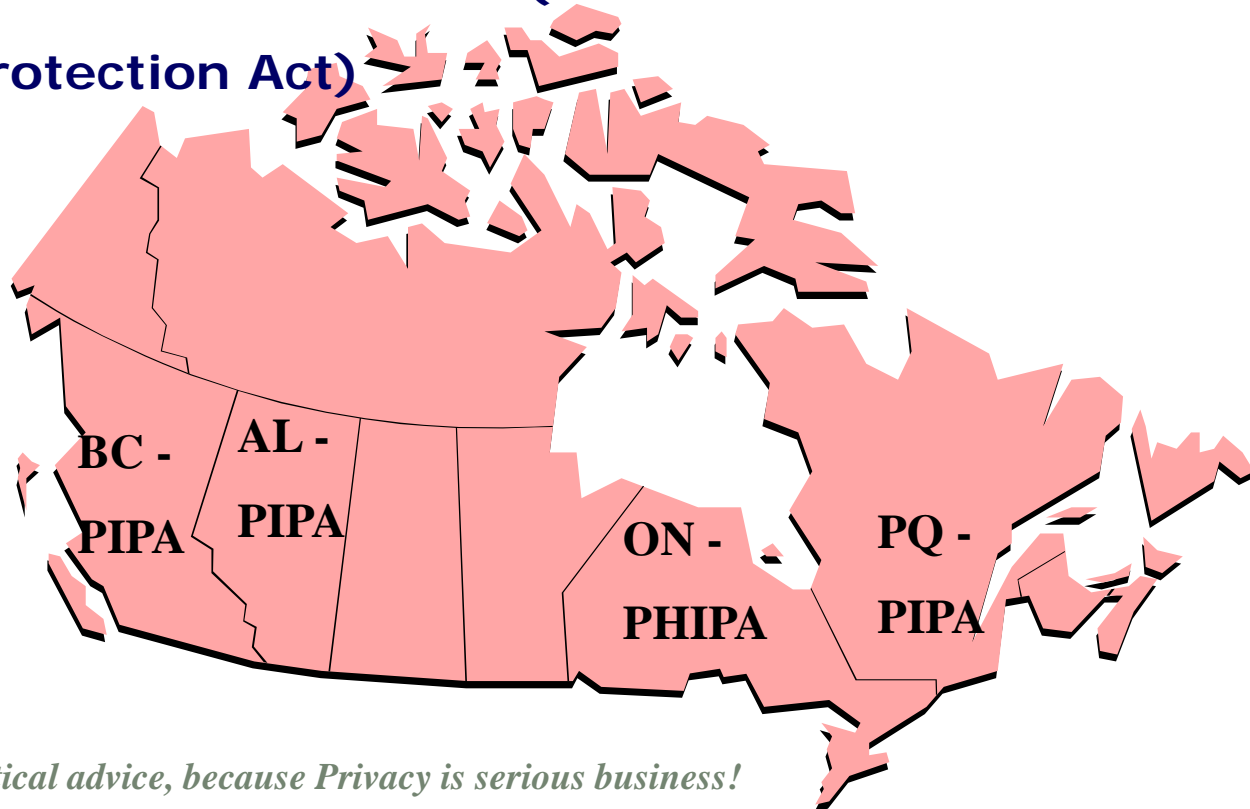 rotection Act)
BC -
PIPA
AL -
PIPA
ON -
PHIPA
PQ -
PIPA
tical advice, because Privacy is serious business!